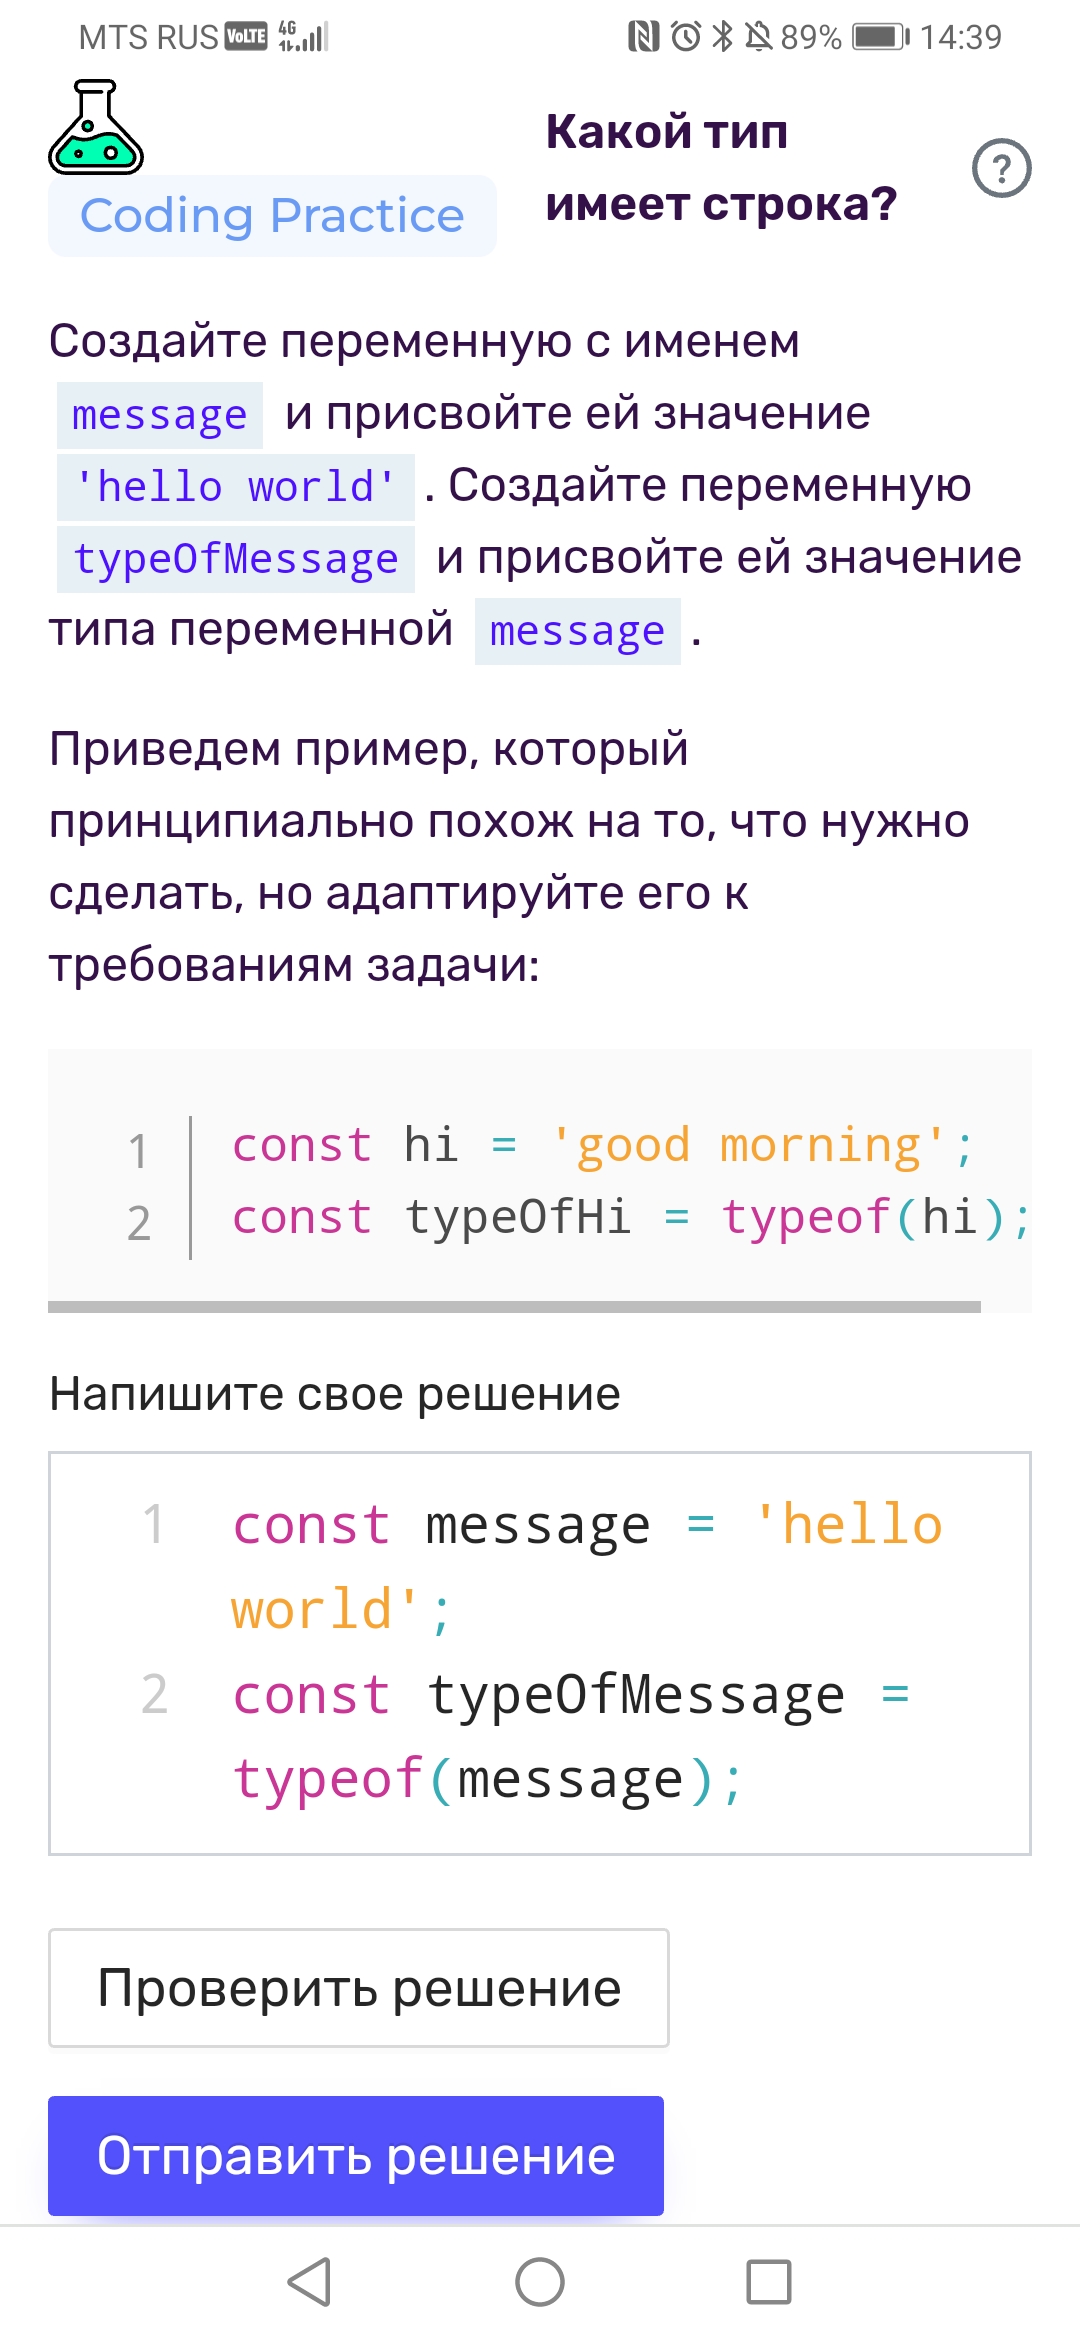 MTS RUS VoLTE 4G 89% 14:39
Coding Practice
Какой тип
имеет строка?
?
Создайте переменную с именем
message и присвойте ей значение
'hello world' . Создайте переменную
typeOfMessage и присвойте ей значение
типа переменной message .
Приведем пример, который
принципиально похож на то, что нужно
сделать, но адаптируйте его к
требованиям задачи:
1 const hi = 'good morning';
2 const typeOfHi = typeof(hi);
Напишите свое решение
1 const message = 'hello
world';
2 const typeOfMessage =
typeof(message);
Проверить решение
Отправить решение